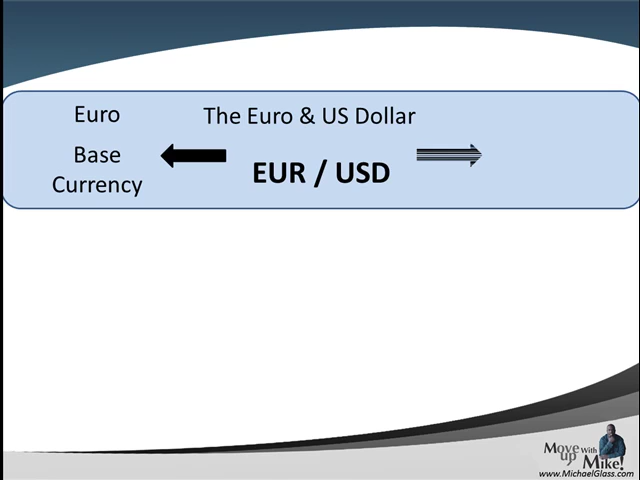 Euro
The Euro & US Dollar
Base
Currency
EUR / USD
Move
up With
Mike!
www.MichaelGlass.com